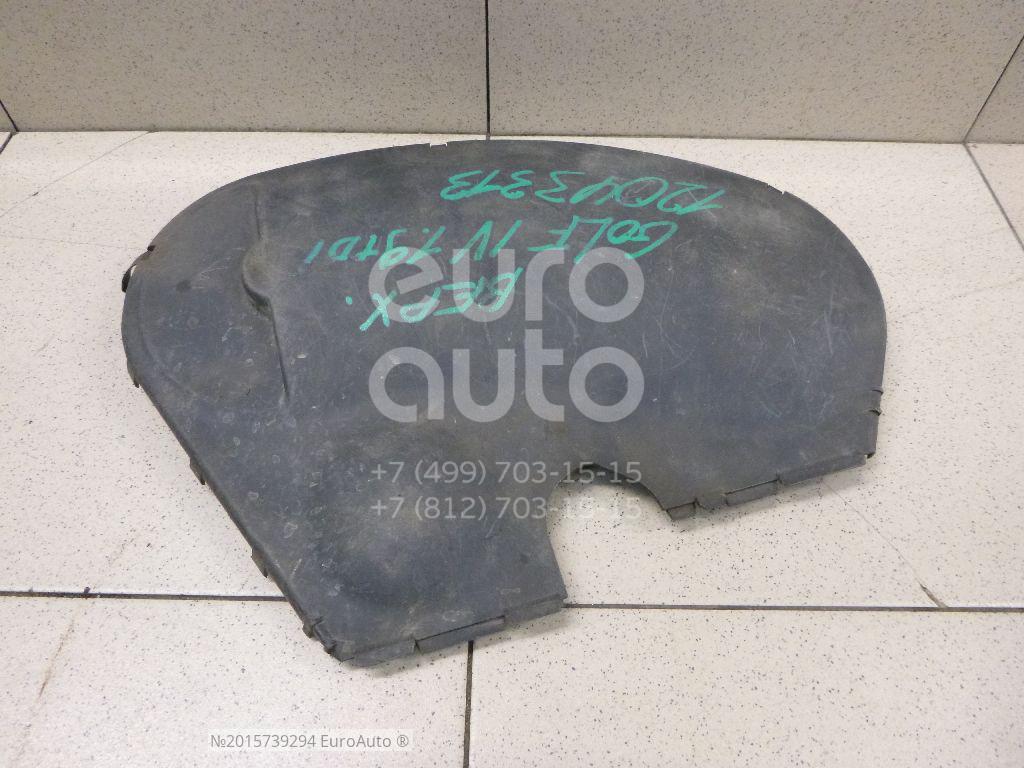 ВЕРХ.
GOLF IV, 1.9TDI
euro
auto
+7 (499) 703-15-15
+7 (812) 703-15-15
№2015739294 EuroAuto ®